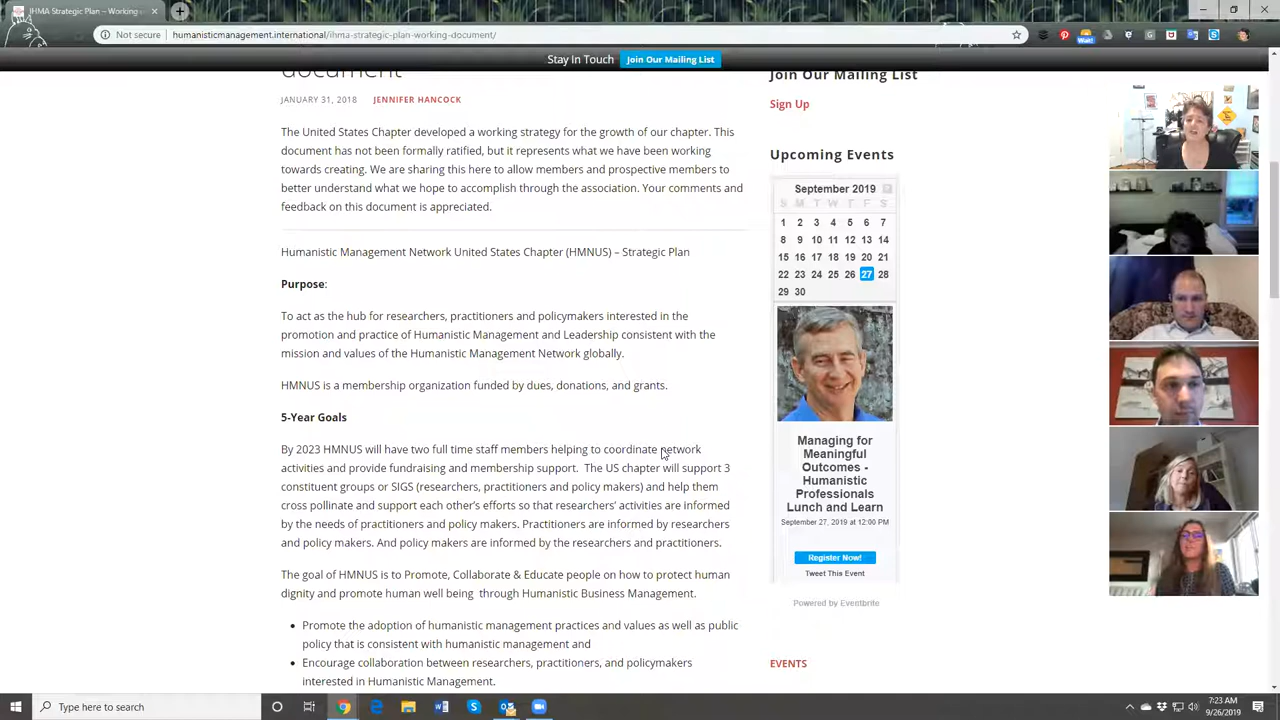 IHMA Strategic Plan – Working
Not secure
humanisticmanagement.international/ihma-strategic-plan-working-document/
Stay In Touch
Join Our Mailing List
document
JANUARY 31, 2018
JENNIFER HANCOCK
The United States Chapter developed a working strategy for the growth of our chapter. This
document has not been formally ratified, but it represents what we have been working
towards creating. We are sharing this here to allow members and prospective members to
better understand what we hope to accomplish through the association. Your comments and
feedback on this document is appreciated.
Humanistic Management Network United States Chapter (HMNUS) – Strategic Plan
Purpose:
To act as the hub for researchers, practitioners and policymakers interested in the
promotion and practice of Humanistic Management and Leadership consistent with the
mission and values of the Humanistic Management Network globally.
HMNUS is a membership organization funded by dues, donations, and grants.
5-Year Goals
By 2023 HMNUS will have two full time staff members helping to coordinate network
activities and provide fundraising and membership support. The US chapter will support 3
constituent groups or SIGS (researchers, practitioners and policy makers) and help them
cross pollinate and support each other's efforts so that researchers' activities are informed
by the needs of practitioners and policy makers. Practitioners are informed by researchers
and policy makers. And policy makers are informed by the researchers and practitioners.
The goal of HMNUS is to Promote, Collaborate & Educate people on how to protect human
dignity and promote human well being through Humanistic Business Management.
• Promote the adoption of humanistic management practices and values as well as public
policy that is consistent with humanistic management and
• Encourage collaboration between researchers, practitioners, and policymakers
interested in Humanistic Management.
Join Our Mailing List
Sign Up
Upcoming Events
September 2019
S M T W T F S
1 2 3 4 5 6 7
8 9 10 11 12 13 14
15 16 17 18 19 20 21
22 23 24 25 26 27 28
29 30
Managing for
Meaningful
Outcomes -
Humanistic
Professionals
Lunch and Learn
September 27, 2019 at 12:00 PM
Register Now!
Tweet This Event
Powered by Eventbrite
EVENTS
Type here to search
7:23 AM
9/26/2019